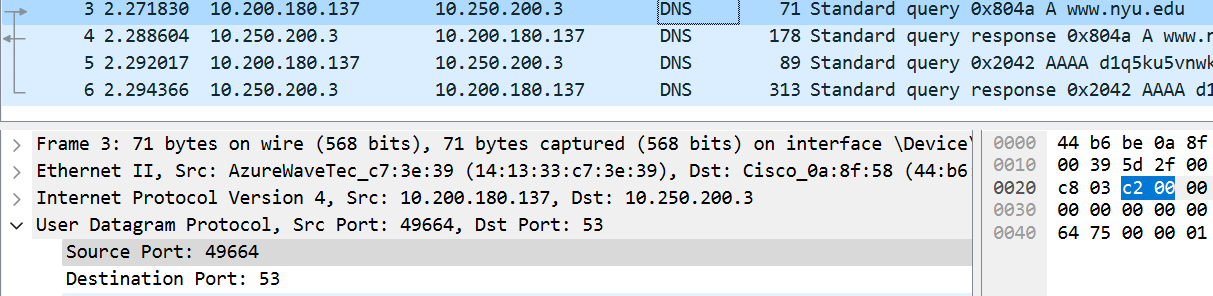 3 2.271830 10.200.180.137 10.250.200.3 DNS 71 Standard query 0x804a A www.nyu.edu
4 2.288604 10.250.200.3 10.200.180.137 DNS 178 Standard query response 0x804a A www.n
5 2.292017 10.200.180.137 10.250.200.3 DNS 89 Standard query 0x2042 AAAA d1q5ku5vnwk
6 2.294366 10.250.200.3 10.200.180.137 DNS 313 Standard query response 0x2042 AAAA d1
Frame 3: 71 bytes on wire (568 bits), 71 bytes captured (568 bits) on interface \Device\
Ethernet II, Src: AzureWaveTec_c7:3e:39 (14:13:33:c7:3e:39), Dst: Cisco_0a:8f:58 (44:b6:
Internet Protocol Version 4, Src: 10.200.180.137, Dst: 10.250.200.3
User Datagram Protocol, Src Port: 49664, Dst Port: 53
Source Port: 49664
Destination Port: 53
0000 44 b6 be 0a 8f
0010 00 39 5d 2f 00
0020 c8 03 c2 00 00
0030 00 00 00 00 00
0040 64 75 00 00 01